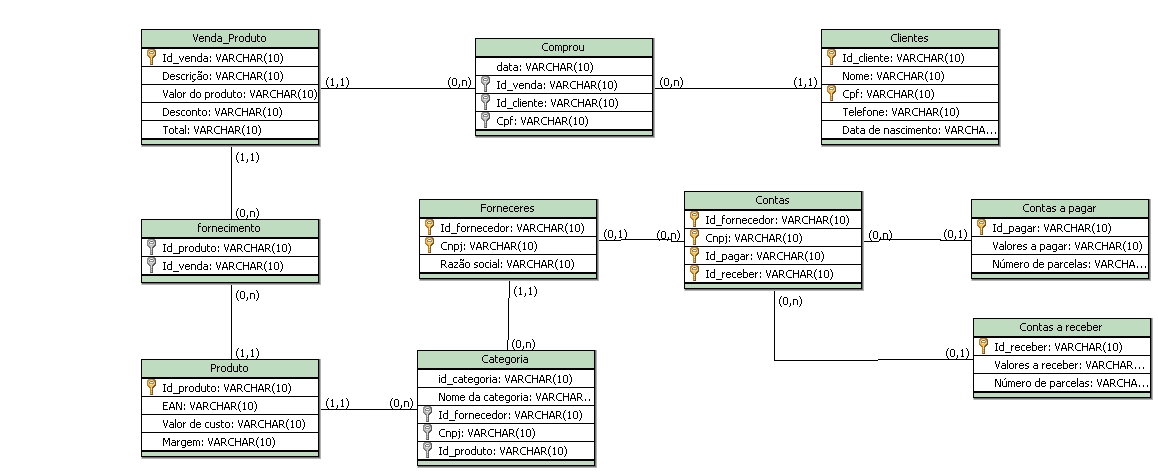 Venda_Produto
Id_venda: VARCHAR(10)
Descrição: VARCHAR(10)
Valor do produto: VARCHAR(10)
Desconto: VARCHAR(10)
Total: VARCHAR(10)
(1,1)
(0,n)
Comprou
data: VARCHAR(10)
Id_venda: VARCHAR(10)
Id_cliente: VARCHAR(10)
Cpf: VARCHAR(10)
(0,n)
(1,1)
Clientes
Id_cliente: VARCHAR(10)
Nome: VARCHAR(10)
Cpf: VARCHAR(10)
Telefone: VARCHAR(10)
Data de nascimento: VARCHA...
(1,1)
(0,n)
fornecimento
Id_produto: VARCHAR(10)
Id_venda: VARCHAR(10)
(0,n)
(1,1)
Forneceres
Id_fornecedor: VARCHAR(10)
Cnpj: VARCHAR(10)
Razão social: VARCHAR(10)
(0,1)
(0,n)
Contas
Id_fornecedor: VARCHAR(10)
Cnpj: VARCHAR(10)
Id_pagar: VARCHAR(10)
Id_receber: VARCHAR(10)
(0,n)
(0,1)
Contas a pagar
Id_pagar: VARCHAR(10)
Valores a pagar: VARCHAR(10)
Número de parcelas: VARCHA...
(0,n)
(0,1)
Contas a receber
Id_receber: VARCHAR(10)
Valores a receber: VARCHAR...
Número de parcelas: VARCHA...
(1,1)
(0,n)
Produto
Id_produto: VARCHAR(10)
EAN: VARCHAR(10)
Valor de custo: VARCHAR(10)
Margem: VARCHAR(10)
(1,1)
(0,n)
Categoria
id_categoria: VARCHAR(10)
Nome da categoria: VARCHAR..
Id_fornecedor: VARCHAR(10)
Cnpj: VARCHAR(10)
Id_produto: VARCHAR(10)